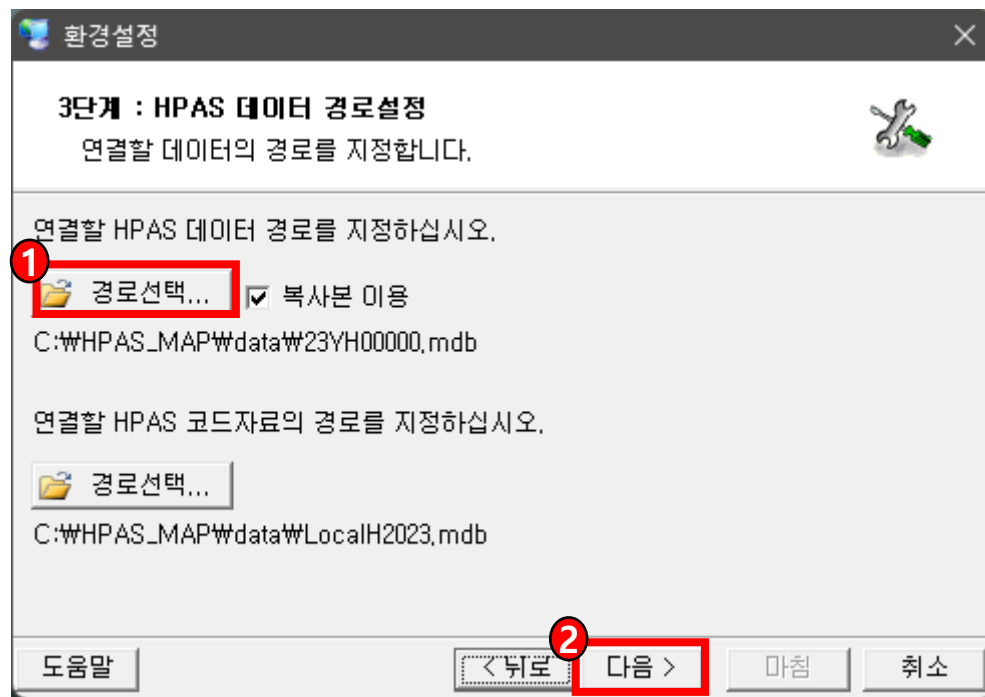 환경설정
3단계 : HPAS 데이터 경로설정
연결할 데이터의 경로를 지정합니다.
연결할 HPAS 데이터 경로를 지정하십시오.
1
경로선택... 복사본 이용
C:₩HPAS_MAP₩data₩23YH00000.mdb
연결할 HPAS 코드자료의 경로를 지정하십시오.
경로선택...
C:₩HPAS_MAP₩data₩LocalH2023.mdb
2
도움말 < 뒤로 다음 > 마침 취소